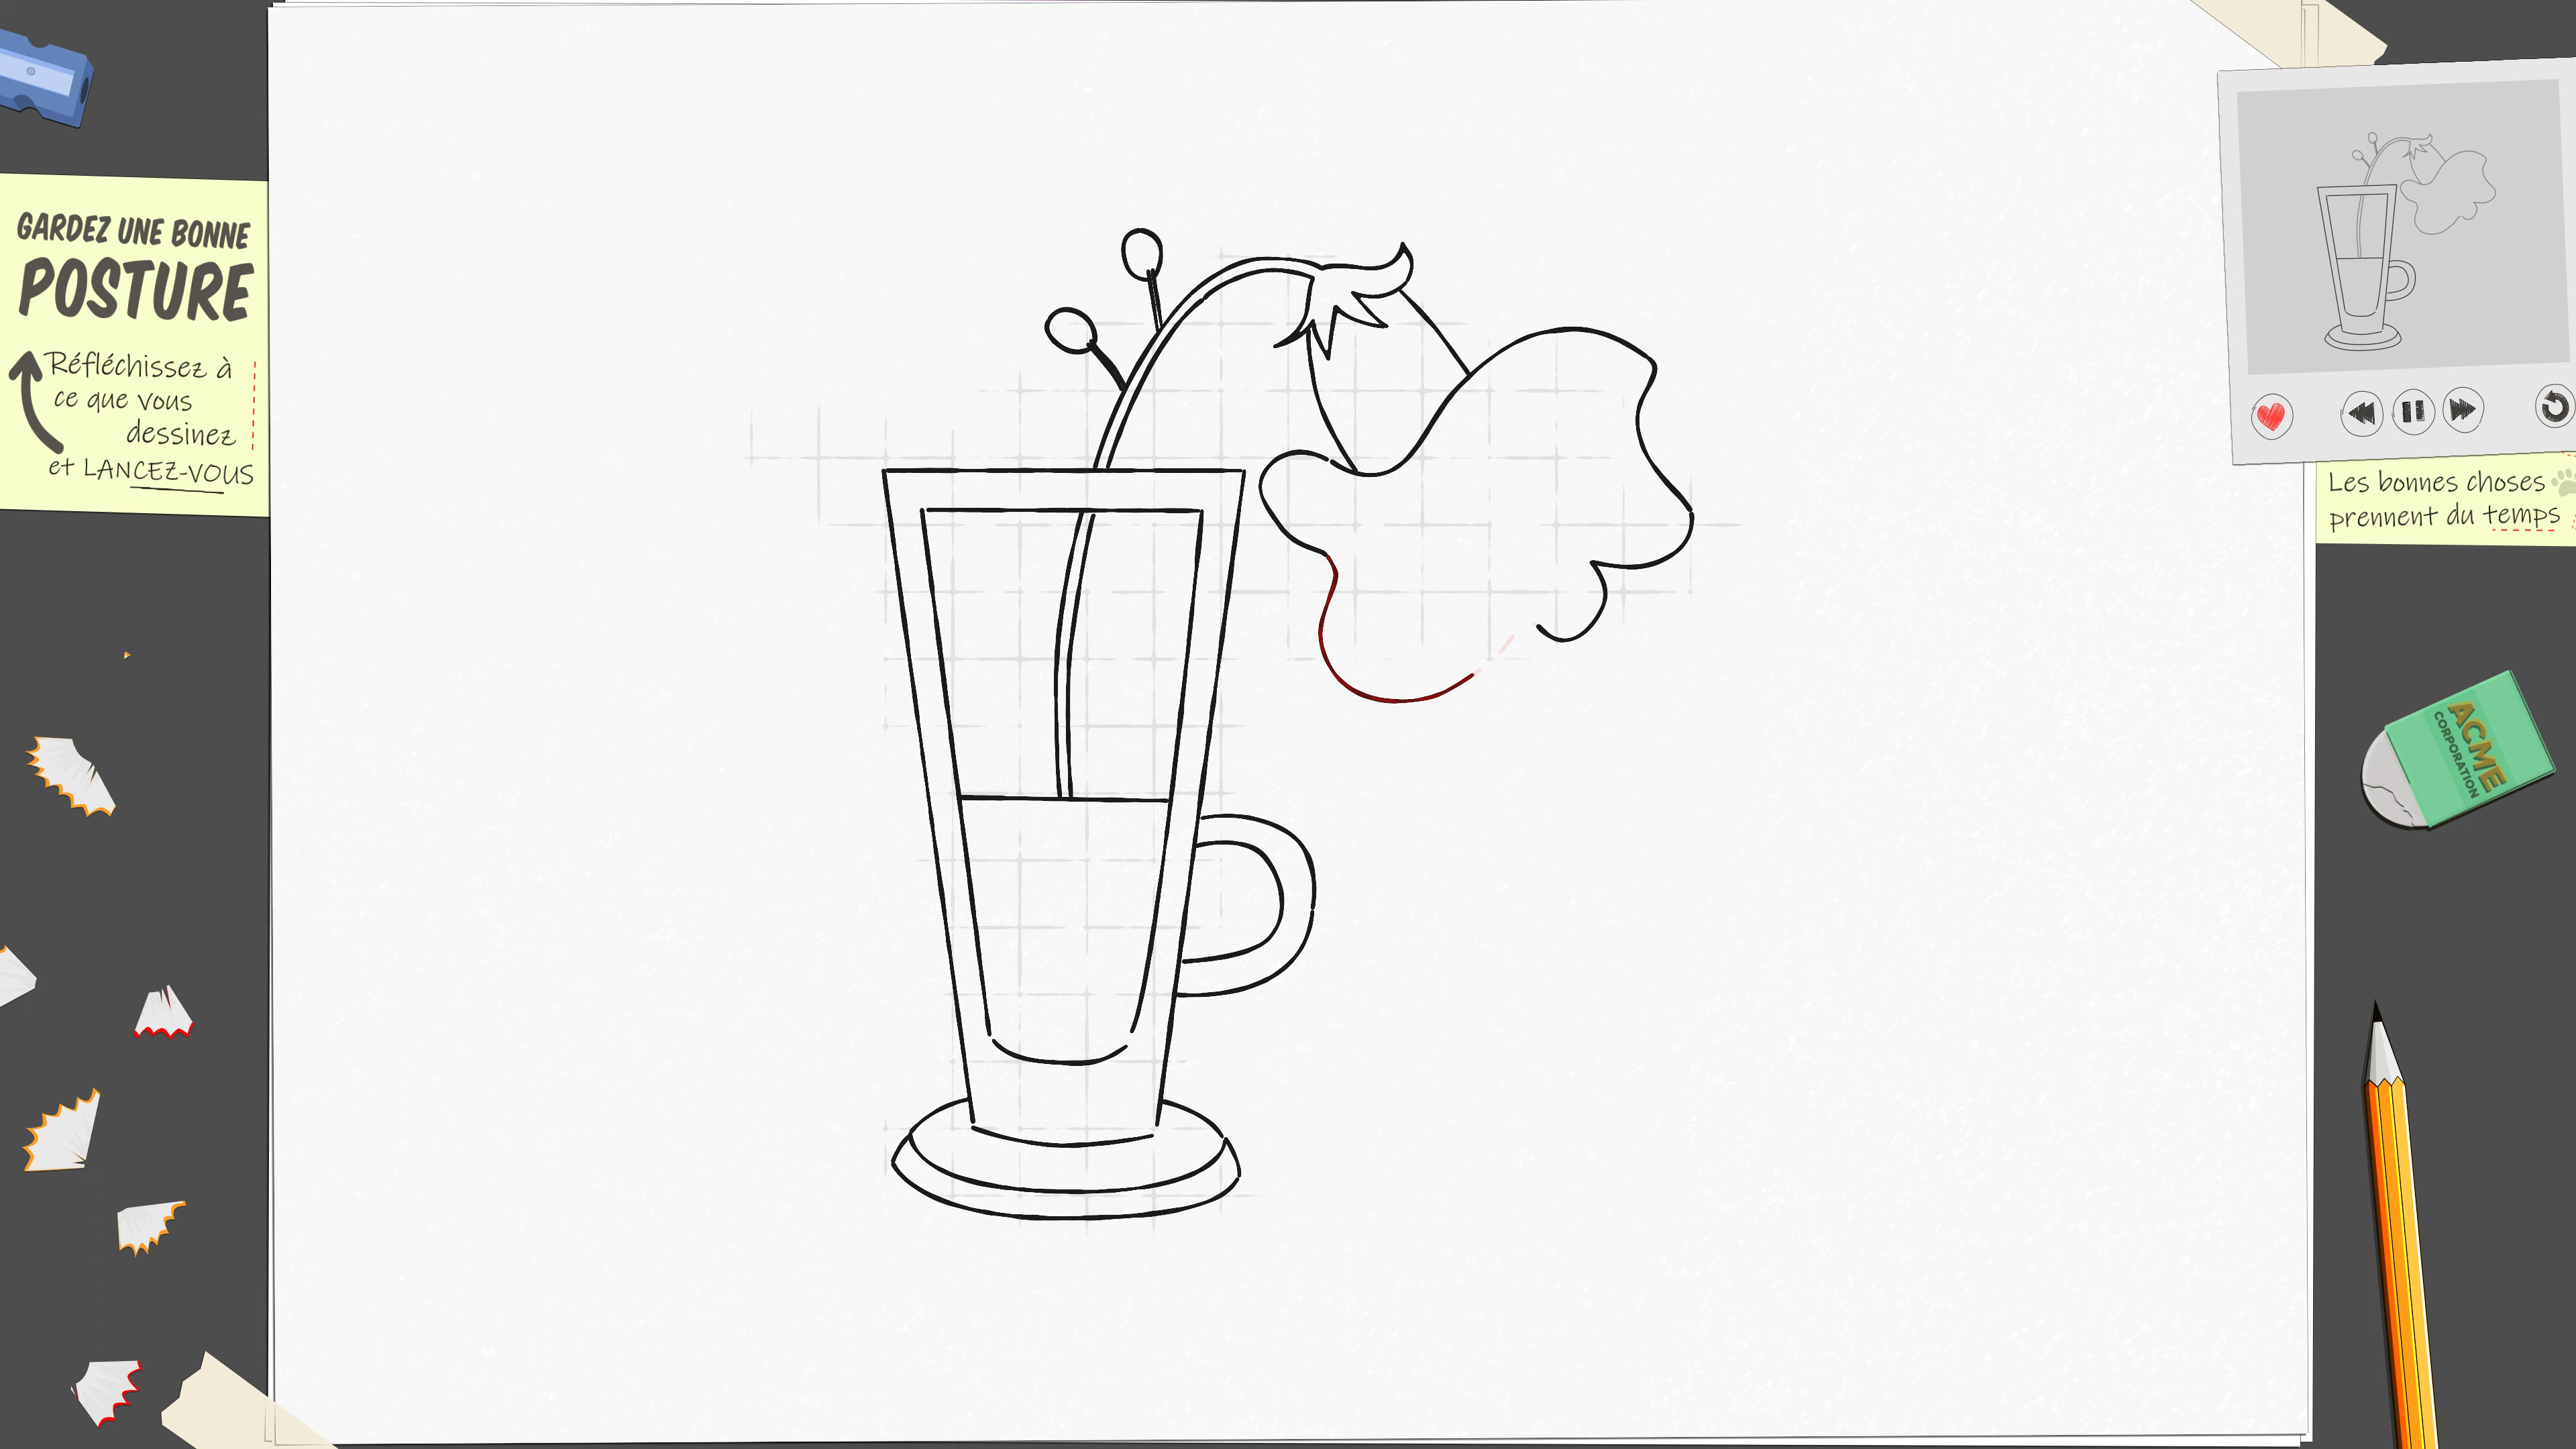 GARDEZ UNE BONNE
POSTURE
Réfléchissez à
ce que vous
dessinez
et LANCEZ-VOUS
Les bonnes choses
prennent du temps
ACME
CORPORATION